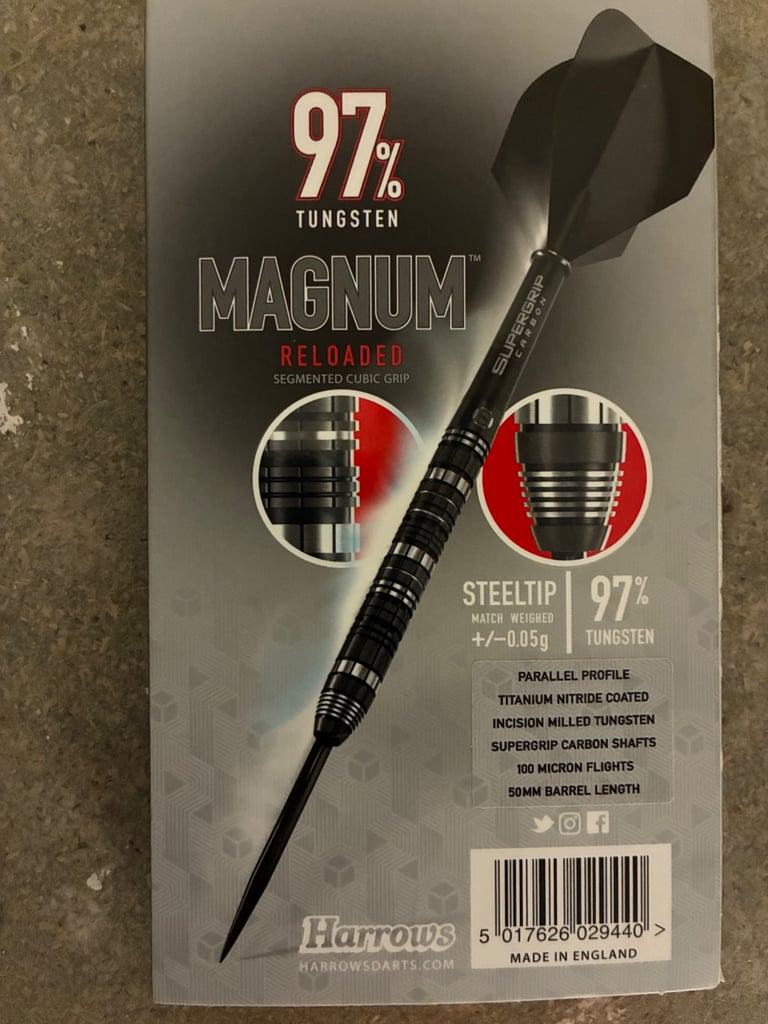 97%
TUNGSTEN
MAGNUM™
RELOADED
SEGMENTED CUBIC GRIP
SUPERGRIP
CARBON
STEELTIP
MATCH WEIGHED
+/−0.05g
97%
TUNGSTEN
PARALLEL PROFILE
TITANIUM NITRIDE COATED
INCISION MILLED TUNGSTEN
SUPERGRIP CARBON SHAFTS
100 MICRON FLIGHTS
50MM BARREL LENGTH
Harrows
HARROWSDARTS.COM
5 017626 029440 >
MADE IN ENGLAND